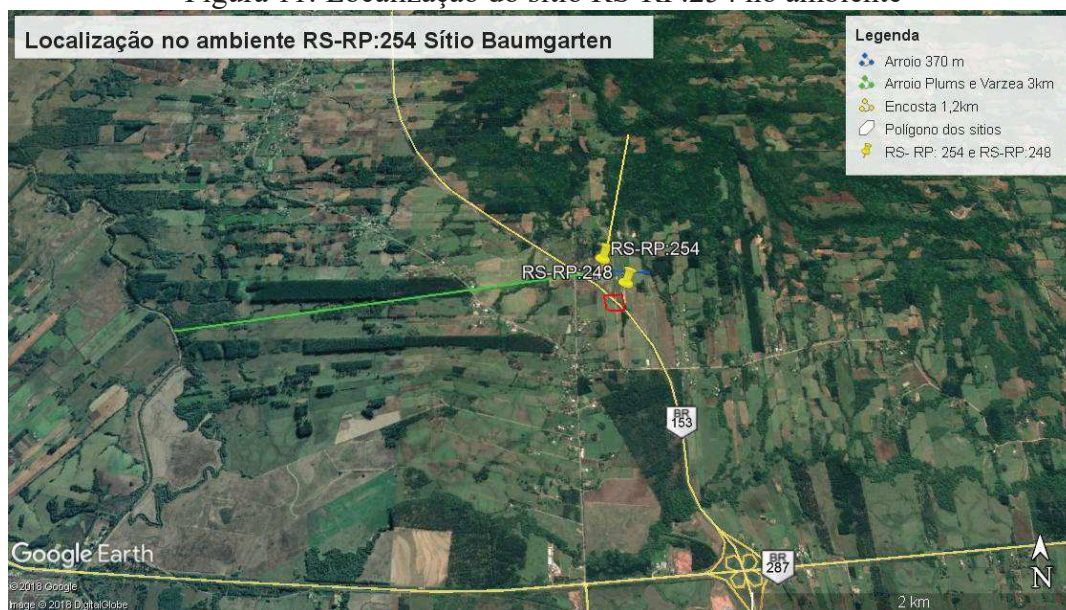 Figura 11: Localização do sítio RS-RP:254 no ambiente
Localização no ambiente RS-RP:254 Sítio Baumgarten
Legenda
Arroio 370 m
Arroio Plums e Varzea 3km
Encosta 1,2km
Polígono dos sitios
RS- RP: 254 e RS-RP:248
RS-RP:254
RS-RP:248
BR
153
BR
287
Google Earth
© 2018 Google
Image © 2018 DigitalGlobe
N
2 km